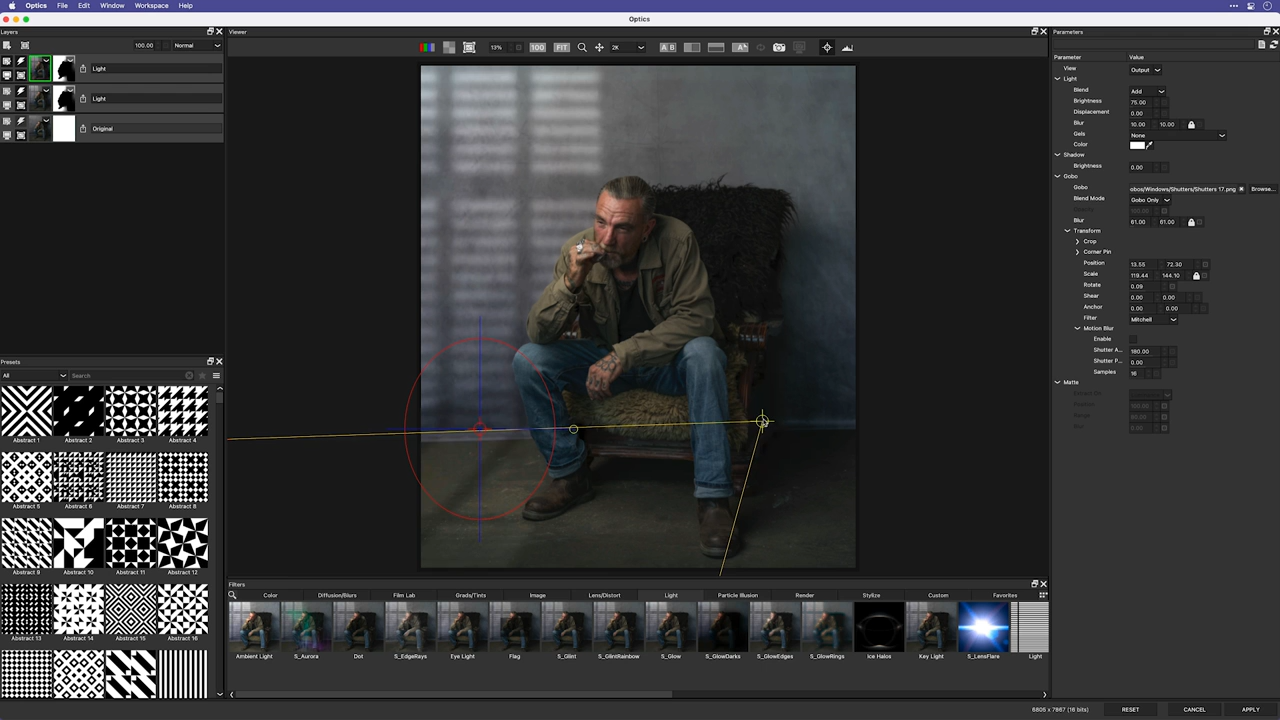 Optics File Edit Window Workspace Help
Optics
Layers
Viewer
Parameters
100.00 Normal
13% 100 FIT 2K A B
Parameter Value
View Output
Light
Light
Blend Add
Brightness 75.00
Light
Displacement 0.00
Blur 10.00 10.00
Original
Gels None
Color
Shadow
Brightness 0.00
Gobo
Gobo obos/Windows/Shutters/Shutters 17.png Browse...
Blend Mode Gobo Only
Blur 61.00 61.00
Transform
Crop
Corner Pin
Position 13.55 72.30
Scale 119.44 144.10
Rotate 0.09
Shear 0.00 0.00
Anchor 0.00 0.00
Filter Mitchell
Motion Blur
Enable
Shutter A... 180.00
Shutter P... 0.00
Samples 16
Matte
Presets
All Search
Abstract 1 Abstract 2 Abstract 3 Abstract 4
Abstract 5 Abstract 6 Abstract 7 Abstract 8
Abstract 9 Abstract 10 Abstract 11 Abstract 12
Abstract 13 Abstract 14 Abstract 15 Abstract 16
Filters
Color Diffusion/Blurs Film Lab Grads/Tints Image Lens/Distort Light Particle Illusion Render Stylize Custom Favorites
Ambient Light S_Aurora Dot S_EdgeRays Eye Light Flag S_Glint S_GlintRainbow S_Glow S_GlowDarks S_GlowEdges S_GlowRings Ice Halos Key Light S_LensFlare Light
6806 x 7867 (16 bits) RESET CANCEL APPLY